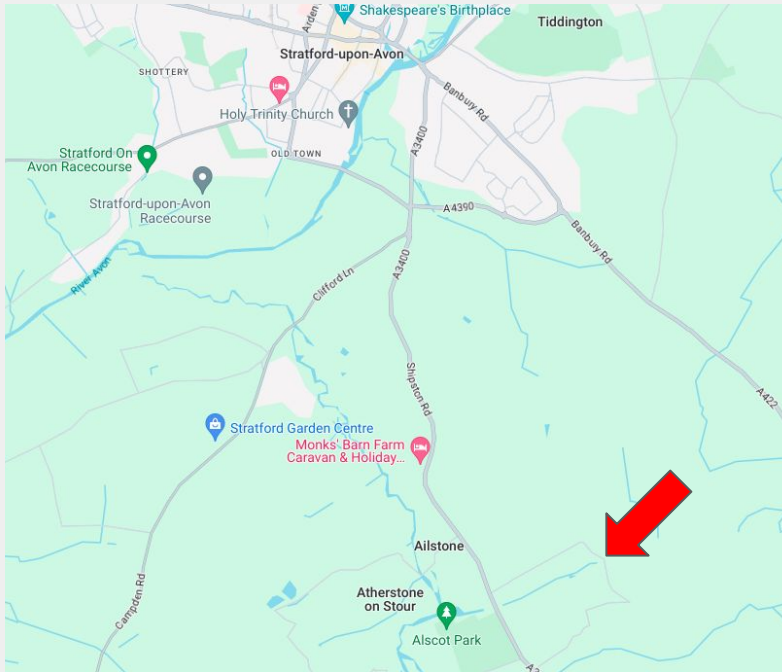 Shakespeare's Birthplace
Tiddington
Arden
Stratford-upon-Avon
SHOTTERY
Banbury Rd
Holy Trinity Church
A3400
Stratford On
Avon Racecourse
OLD TOWN
Stratford-upon-Avon
Racecourse
A4390
Banbury Rd
River Avon
Clifford Ln
A3400
Shipston Rd
A422
Stratford Garden Centre
Monks' Barn Farm
Caravan & Holiday...
Ailstone
Campden Rd
Atherstone
on Stour
Alscot Park